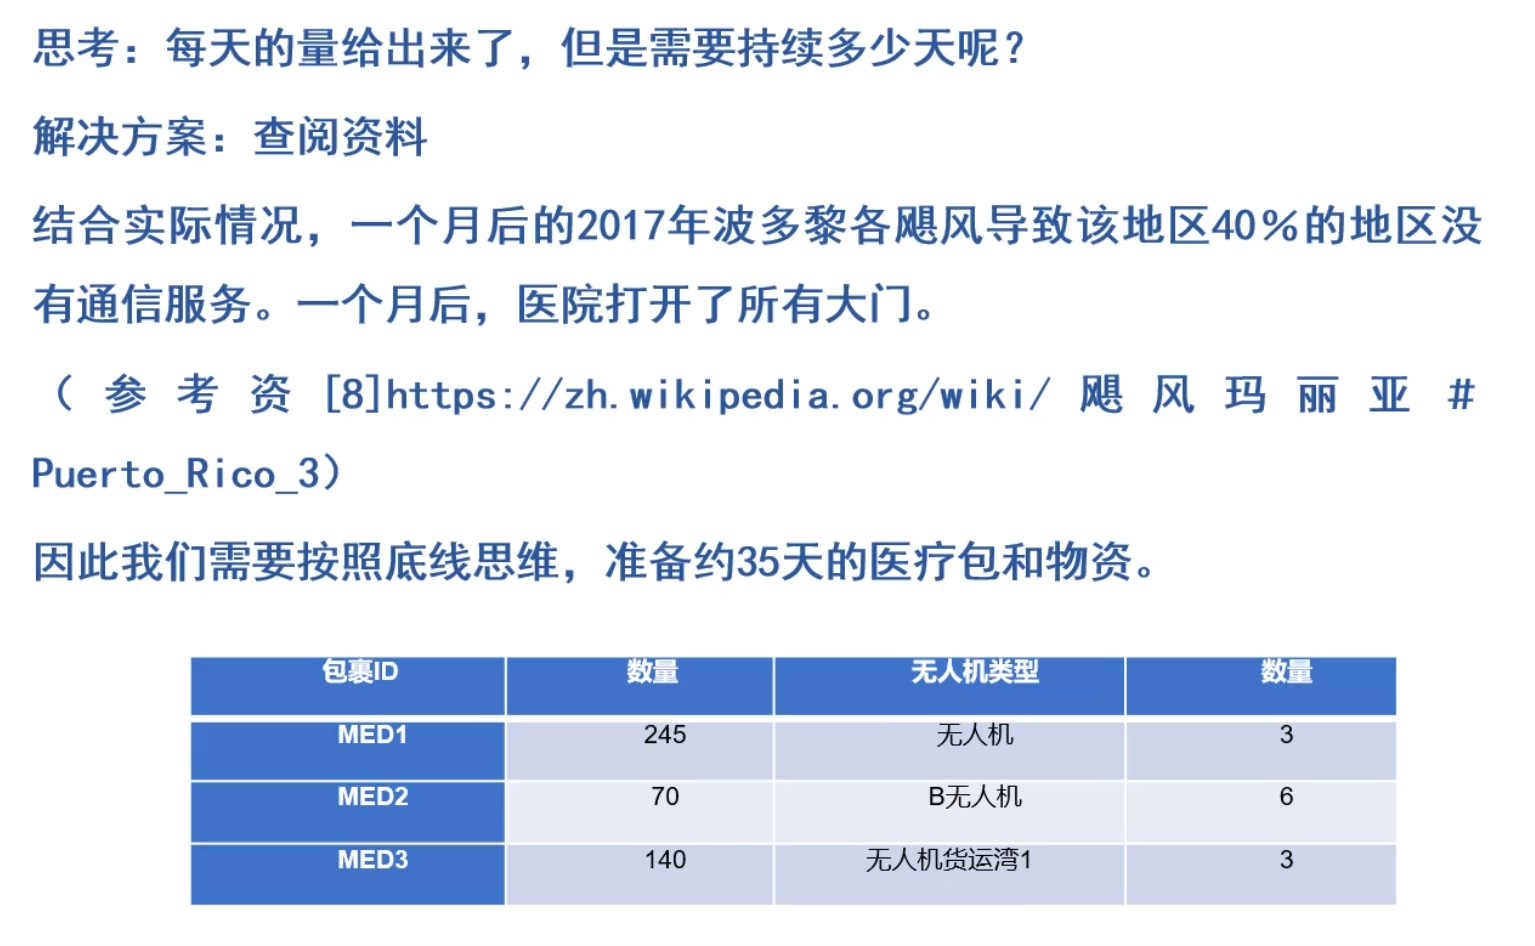 思考：每天的量给出来了，但是需要持续多少天呢？
解决方案：查阅资料
结合实际情况，一个月后的2017年波多黎各飓风导致该地区40％的地区没
有通信服务。一个月后，医院打开了所有大门。
（参考资[8]https://zh.wikipedia.org/wiki/飓风玛丽亚#
Puerto_Rico_3）
因此我们需要按照底线思维，准备约35天的医疗包和物资。
包裹ID 数量 无人机类型 数量
MED1 245 无人机 3
MED2 70 B无人机 6
MED3 140 无人机货运湾1 3